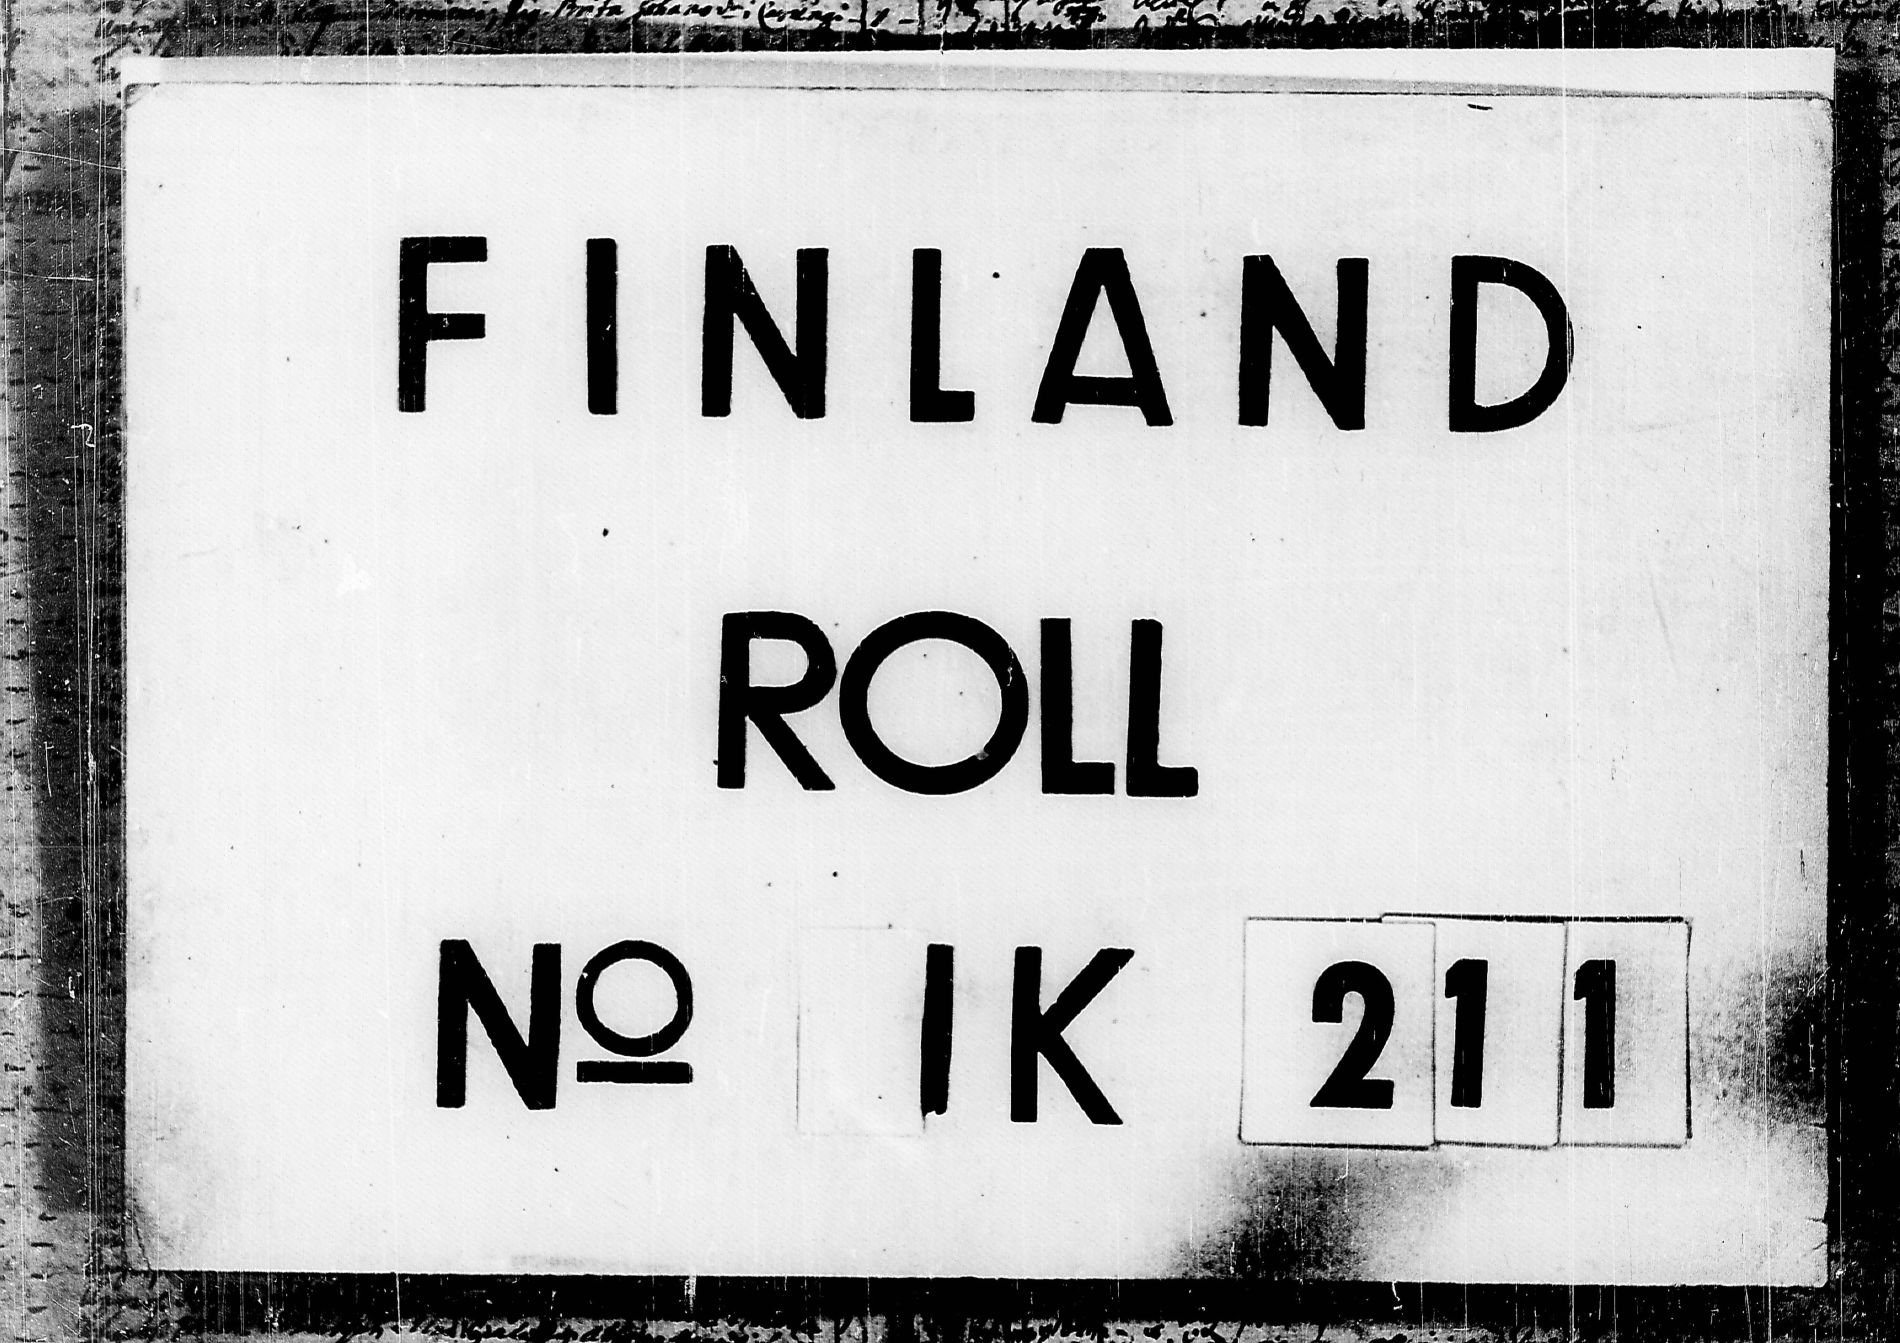 FINLAND
ROLL
Nº IK 211